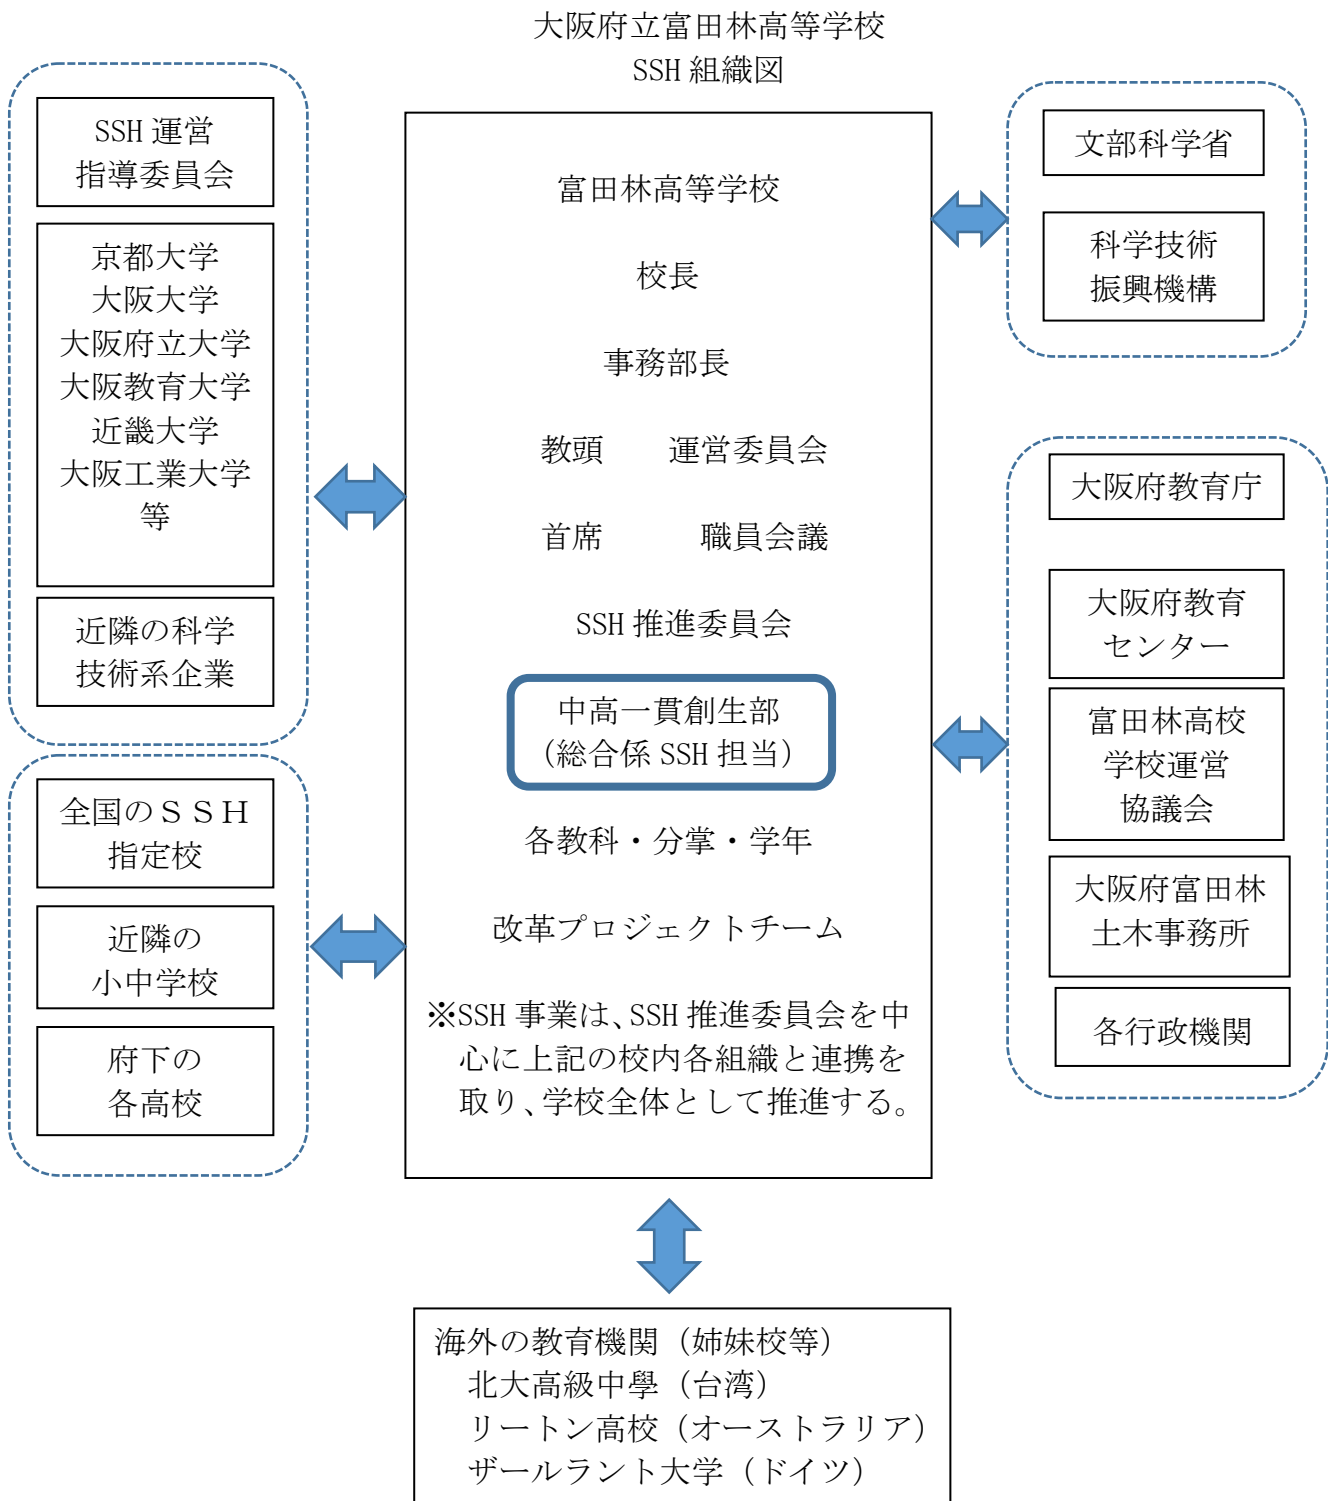 大阪府立富田林高等学校
SSH 組織図
SSH 運営
指導委員会
京都大学
大阪大学
大阪府立大学
大阪教育大学
近畿大学
大阪工業大学
等
近隣の科学
技術系企業
全国のＳＳＨ
指定校
近隣の
小中学校
府下の
各高校
富田林高等学校
校長
事務部長
教頭　　運営委員会
首席　　　職員会議
SSH 推進委員会
中高一貫創生部
（総合係 SSH 担当）
各教科・分掌・学年
改革プロジェクトチーム
※SSH 事業は、SSH 推進委員会を中
心に上記の校内各組織と連携を
取り、学校全体として推進する。
文部科学省
科学技術
振興機構
大阪府教育庁
大阪府教育
センター
富田林高校
学校運営
協議会
大阪府富田林
土木事務所
各行政機関
海外の教育機関（姉妹校等）
北大高級中學（台湾）
リートン高校（オーストラリア）
ザールラント大学（ドイツ）